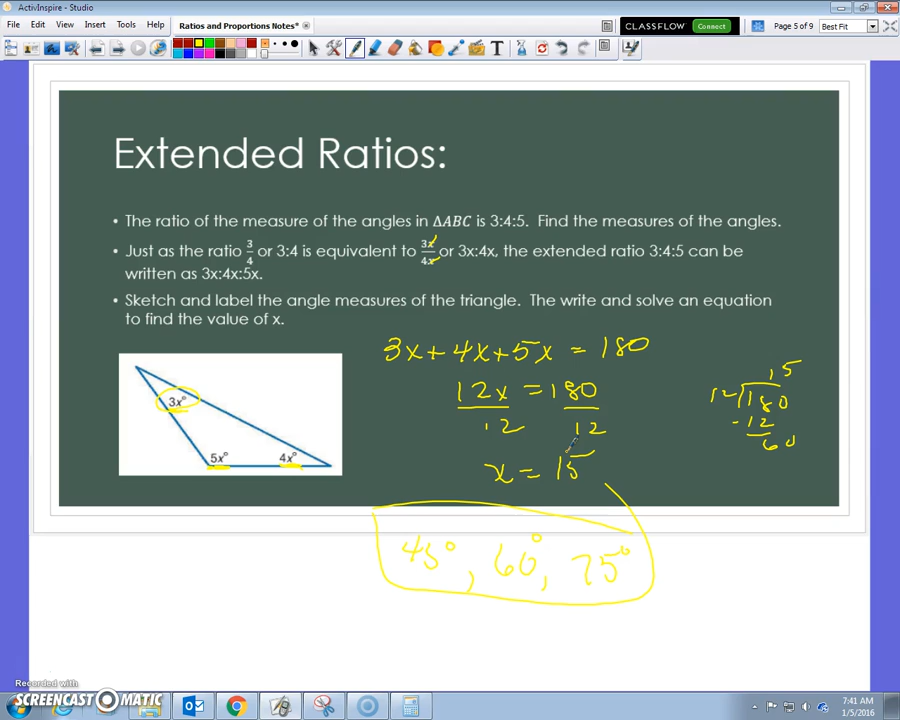 ActivInspire - Studio
File Edit View Insert Tools Help
Ratios and Proportions Notes*
CLASSFLOW Connect
Page 5 of 9
Best Fit
Extended Ratios:
• The ratio of the measure of the angles in ΔABC is 3:4:5. Find the measures of the angles.
• Just as the ratio 3/4 or 3:4 is equivalent to 3x/4x or 3x:4x, the extended ratio 3:4:5 can be
written as 3x:4x:5x.
• Sketch and label the angle measures of the triangle. The write and solve an equation
to find the value of x.
3x°
5x°
4x°
3x+4x+5x = 180
12x = 180
12 12
x = 15
15
12 180
-12
60
45°, 60°, 75°
Recorded with
SCREENCAST O MATIC
7:41 AM
1/5/2016